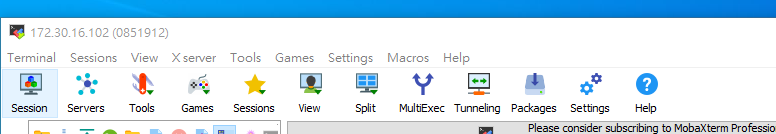 172.30.16.102 (0851912)
Terminal Sessions View X server Tools Games Settings Macros Help
Session Servers Tools Games Sessions View Split MultiExec Tunneling Packages Settings Help
Please consider subscribing to MobaXterm Professio